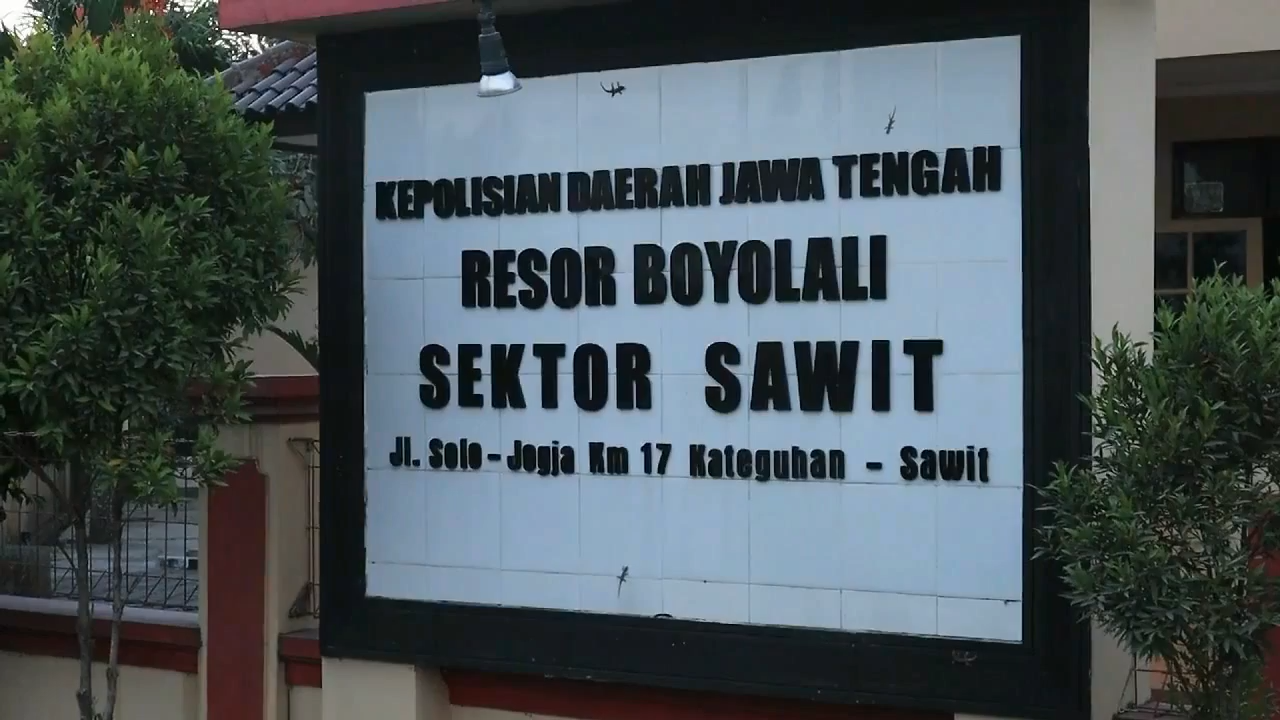 KEPOLISIAN DAERAH JAWA TENGAH
RESOR BOYOLALI
SEKTOR SAWIT
Jl. Solo - Jogja Km 17 Kateguhan - Sawit